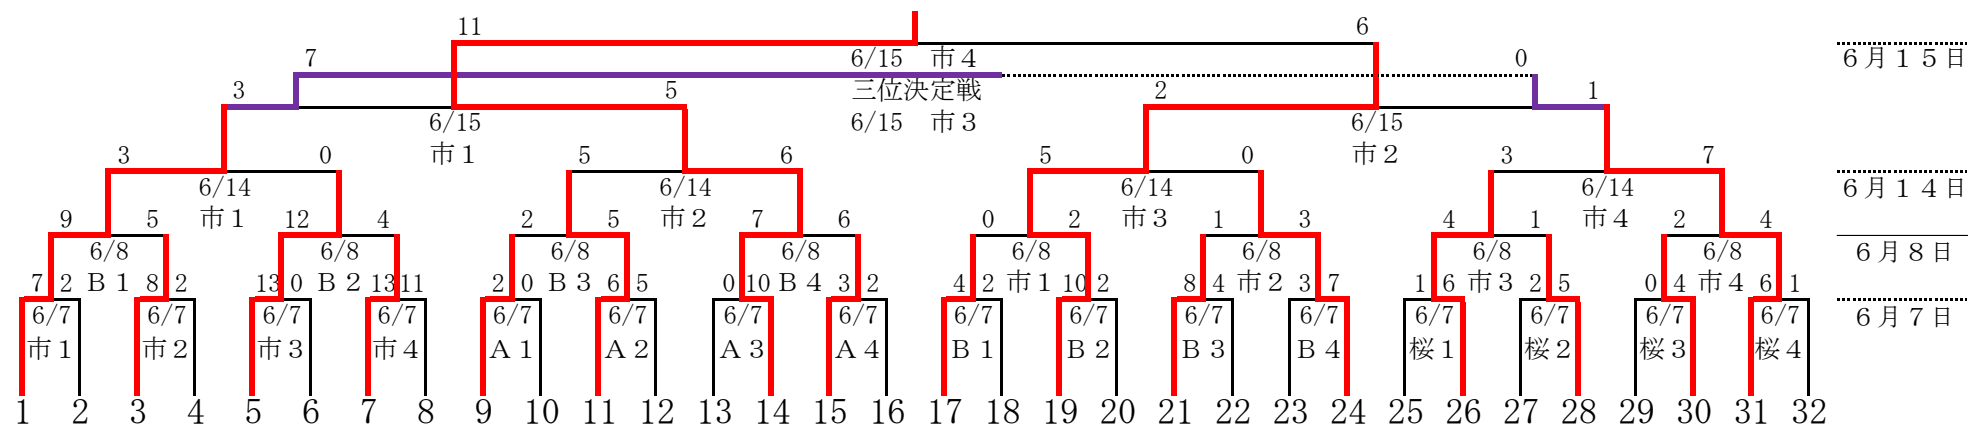 11 6
7 6/15 市４ 0 ６月１５日
3 5 三位決定戦 2 1
6/15 6/15 市３ 6/15
3 0 市１ 5 6 5 0 市２ 3 7
6/14 6/14 6/14 6/14 ６月１４日
9 5 市１ 12 4 2 5 市２ 7 6 0 2 市３ 1 3 4 1 市４ 2 4
6/8 6/8 6/8 6/8 6/8 6/8 6/8 6/8 ６月８日
7 2 Ｂ１ 8 2 13 0 Ｂ２ 13 11 2 0 Ｂ３ 6 5 0 10 Ｂ４ 3 2 4 2 市１ 10 2 8 4 市２ 3 7 1 6 市３ 2 5 0 4 市４ 6 1
6/7 6/7 6/7 6/7 6/7 6/7 6/7 6/7 6/7 6/7 6/7 6/7 6/7 6/7 6/7 6/7 ６月７日
市１ 市２ 市３ 市４ Ａ１ Ａ２ Ａ３ Ａ４ Ｂ１ Ｂ２ Ｂ３ Ｂ４ 桜１ 桜２ 桜３ 桜４
1 2 3 4 5 6 7 8 9 10 11 12 13 14 15 16 17 18 19 20 21 22 23 24 25 26 27 28 29 30 31 32